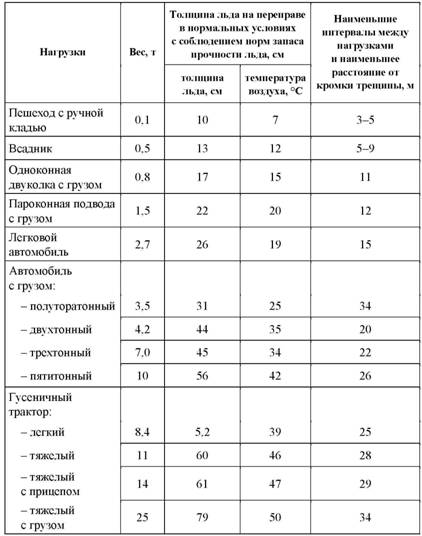 Нагрузки | Вес, т | Толщина льда на переправе в нормальных условиях с соблюдением норм запаса прочности льда, см | Наименьшие интервалы между нагрузками и наименьшее расстояние от кромки трещины, м
толщина льда, см | температура воздуха, °С
Пешеход с ручной кладью | 0,1 | 10 | 7 | 3–5
Всадник | 0,5 | 13 | 12 | 5–9
Одноконная двуколка с грузом | 0,8 | 17 | 15 | 11
Пароконная подвода с грузом | 1,5 | 22 | 20 | 12
Легковой автомобиль | 2,7 | 26 | 19 | 15
Автомобиль с грузом:
– полуторатонный | 3,5 | 31 | 25 | 34
– двухтонный | 4,2 | 44 | 35 | 20
– трехтонный | 7,0 | 45 | 34 | 22
– пятитонный | 10 | 56 | 42 | 26
Гусеничный трактор:
– легкий | 8,4 | 5,2 | 39 | 25
– тяжелый | 11 | 60 | 46 | 28
– тяжелый с прицепом | 14 | 61 | 47 | 29
– тяжелый с грузом | 25 | 79 | 50 | 34